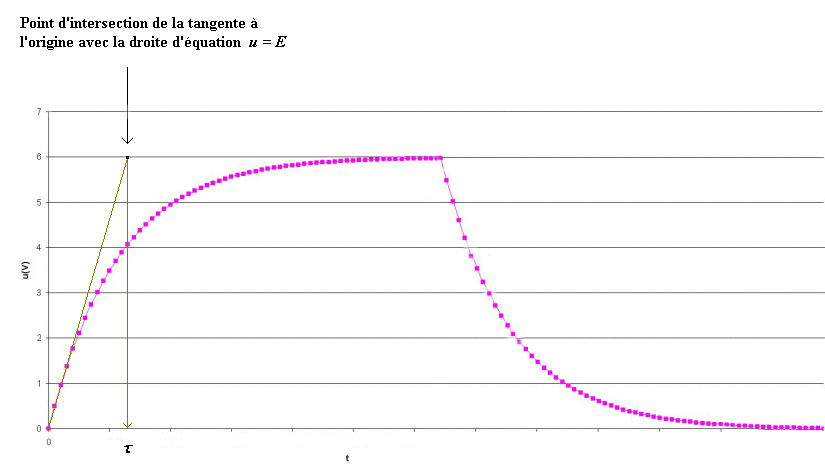 Point d'intersection de la tangente à
l'origine avec la droite d'équation u = E
7
6
5
4
3
2
1
0
u(V)
0
τ
t